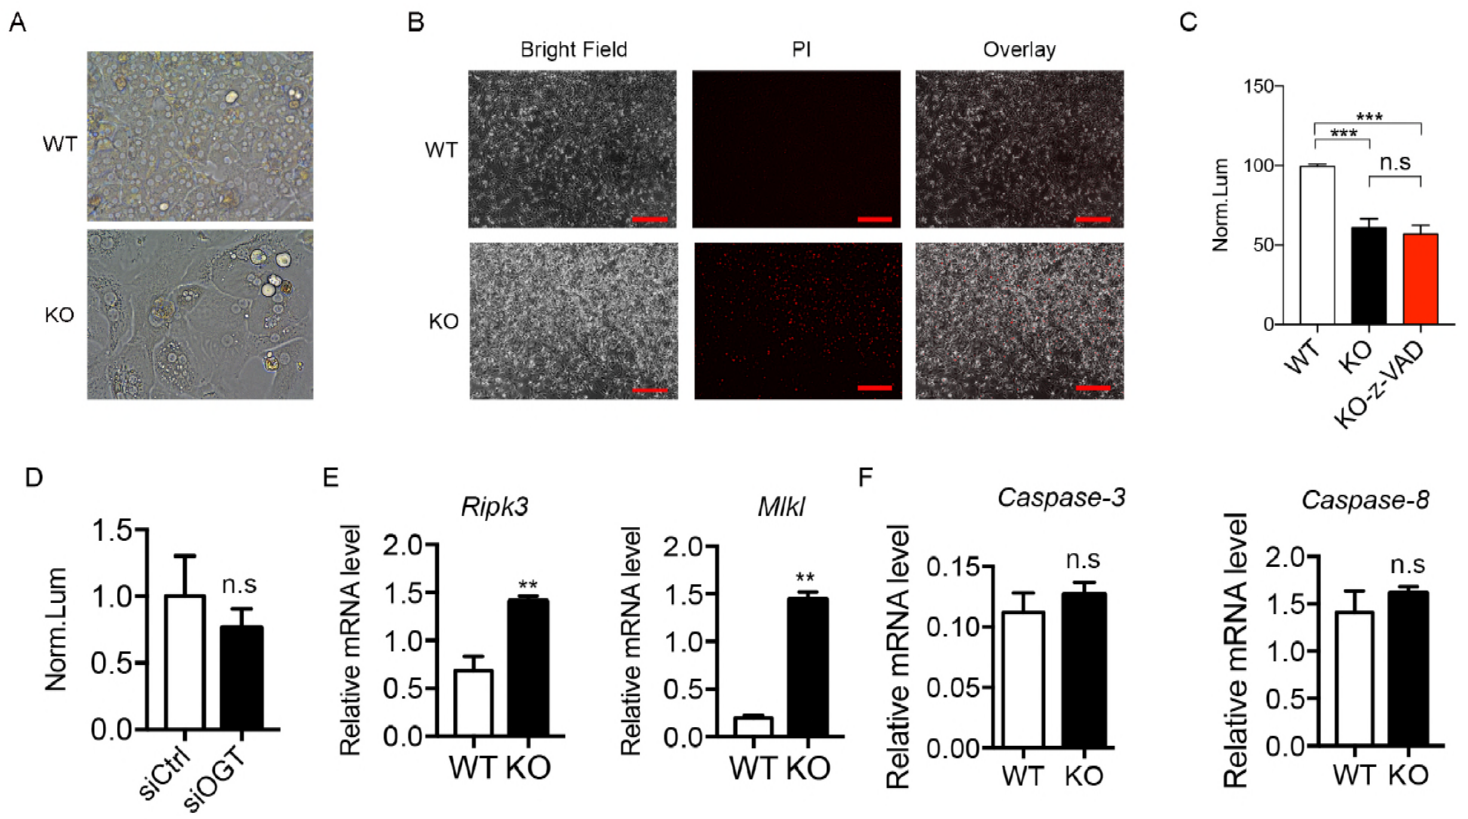 A
WT
KO
B
Bright Field
PI
Overlay
WT
KO
C
Norm.Lum
150
100
50
0
***
***
n.s
WT
KO
KO-z-VAD
D
Norm.Lum
1.5
1.0
0.5
0.0
n.s
siCtrl
siOGT
E
Ripk3
Relative mRNA level
2.0
1.5
1.0
0.5
0.0
**
WT KO
Mlkl
Relative mRNA level
2.0
1.5
1.0
0.5
0.0
**
WT KO
F
Caspase-3
Relative mRNA level
0.15
0.10
0.05
0.00
n.s
WT KO
Caspase-8
Relative mRNA level
2.0
1.5
1.0
0.5
0.0
n.s
WT KO